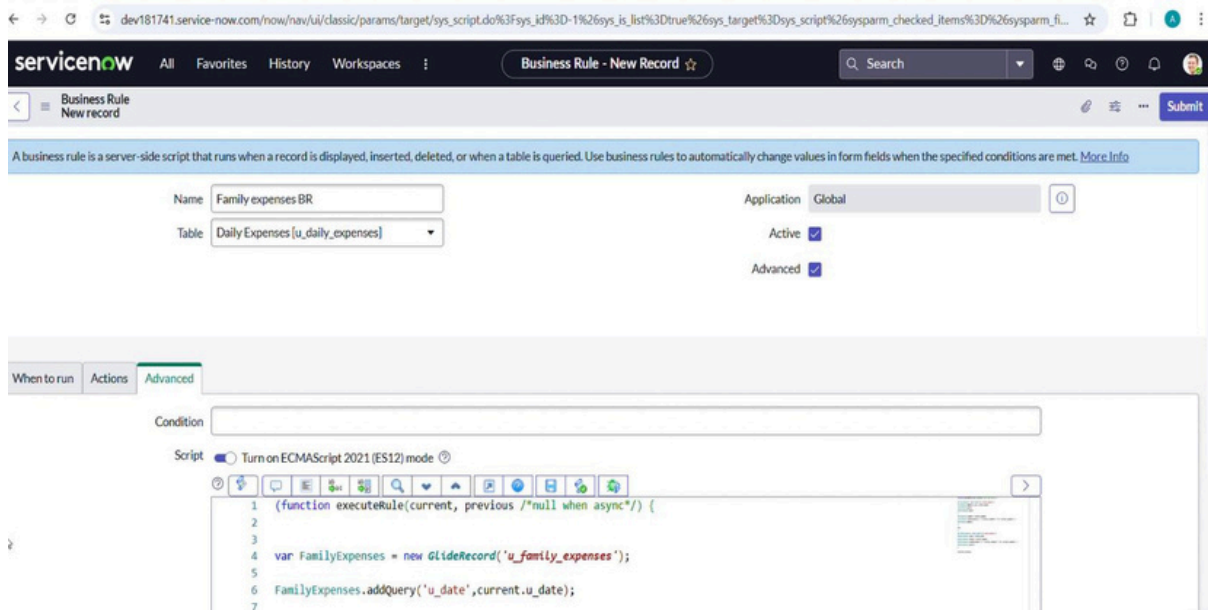 dev181741.service-now.com/now/nav/ui/classic/params/target/sys_script.do%3Fsys_id%3D-1%26sys_is_list%3Dtrue%26sys_target%3Dsys_script%26sysparm_checked_items%3D%26sysparm_fi...
A
servicenow All Favorites History Workspaces Business Rule - New Record Search
Business Rule
New record
Submit
A business rule is a server-side script that runs when a record is displayed, inserted, deleted, or when a table is queried. Use business rules to automatically change values in form fields when the specified conditions are met. More Info
Name Family expenses BR Application Global
Table Daily Expenses [u_daily_expenses] Active
Advanced
When to run Actions Advanced
Condition
Script Turn on ECMAScript 2021 (ES12) mode
1 (function executeRule(current, previous /*null when async*/) {
2
3
4 var FamilyExpenses = new GlideRecord('u_family_expenses');
5
6 FamilyExpenses.addQuery('u_date',current.u_date);
7